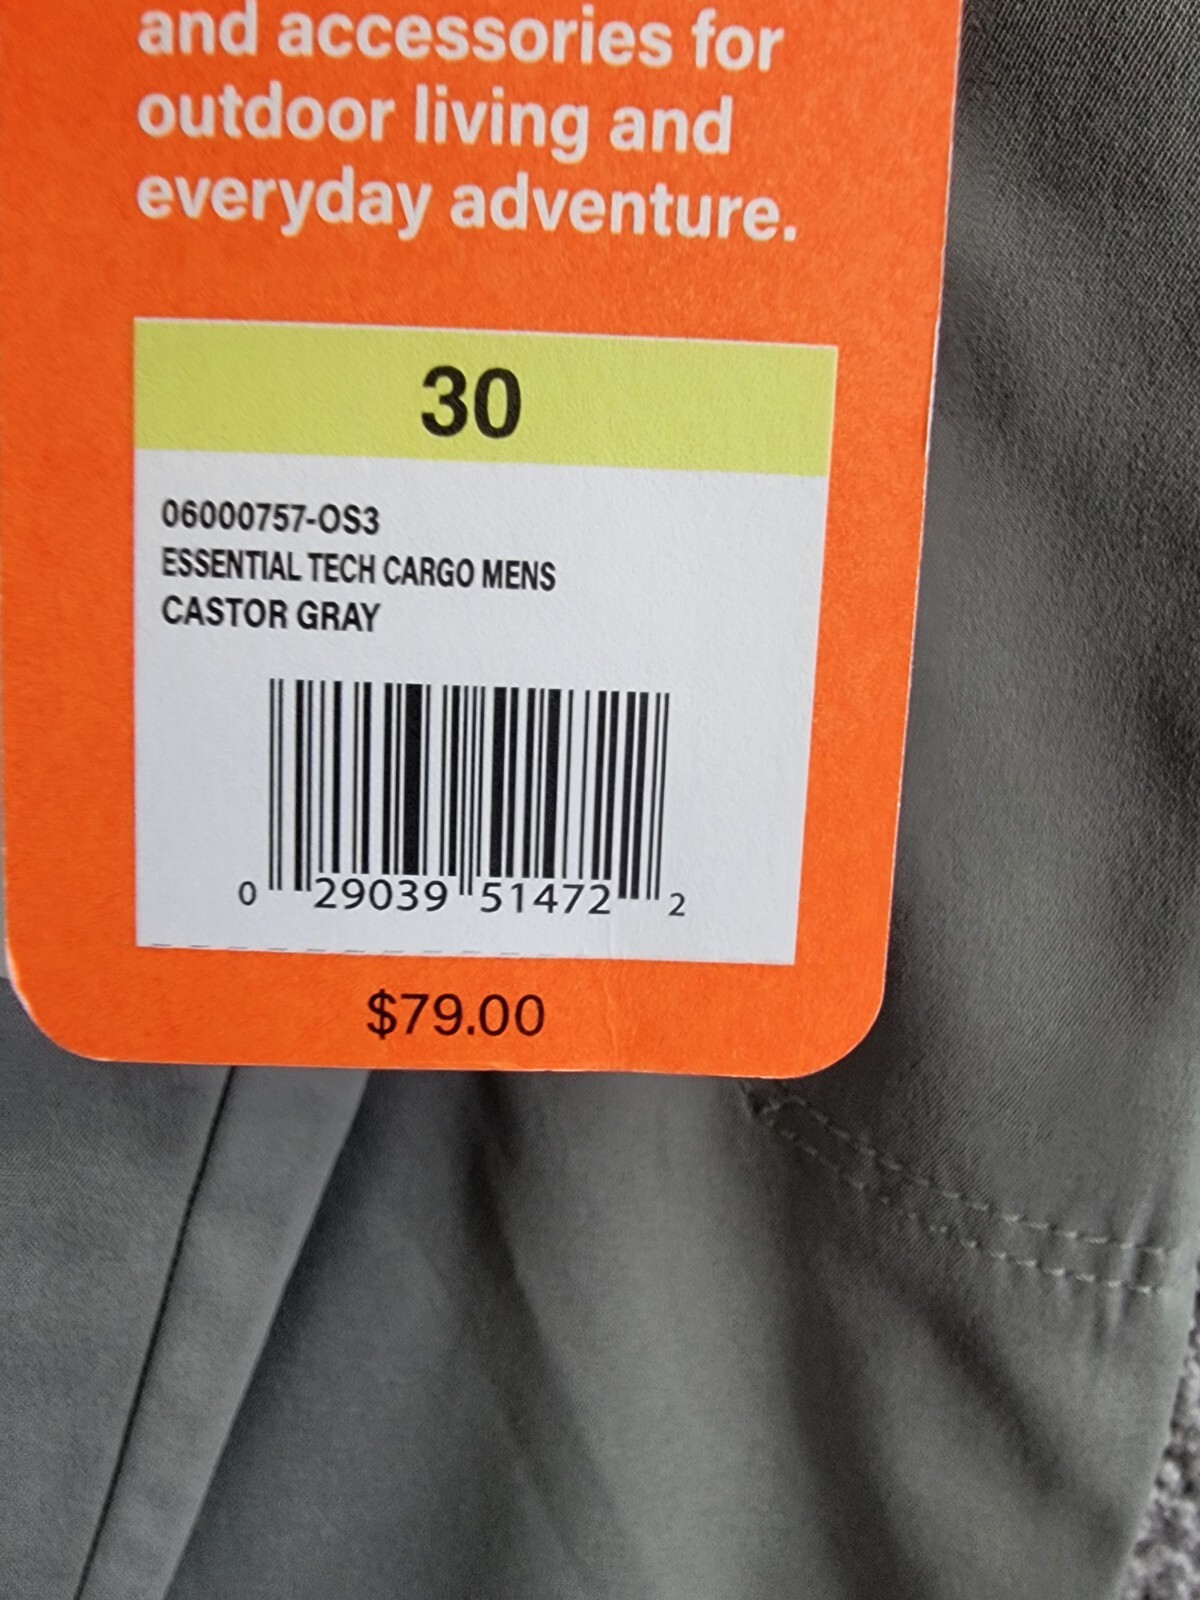 and accessories for
outdoor living and
everyday adventure.
30
06000757-OS3
ESSENTIAL TECH CARGO MENS
CASTOR GRAY
0 29039 51472 2
$79.00